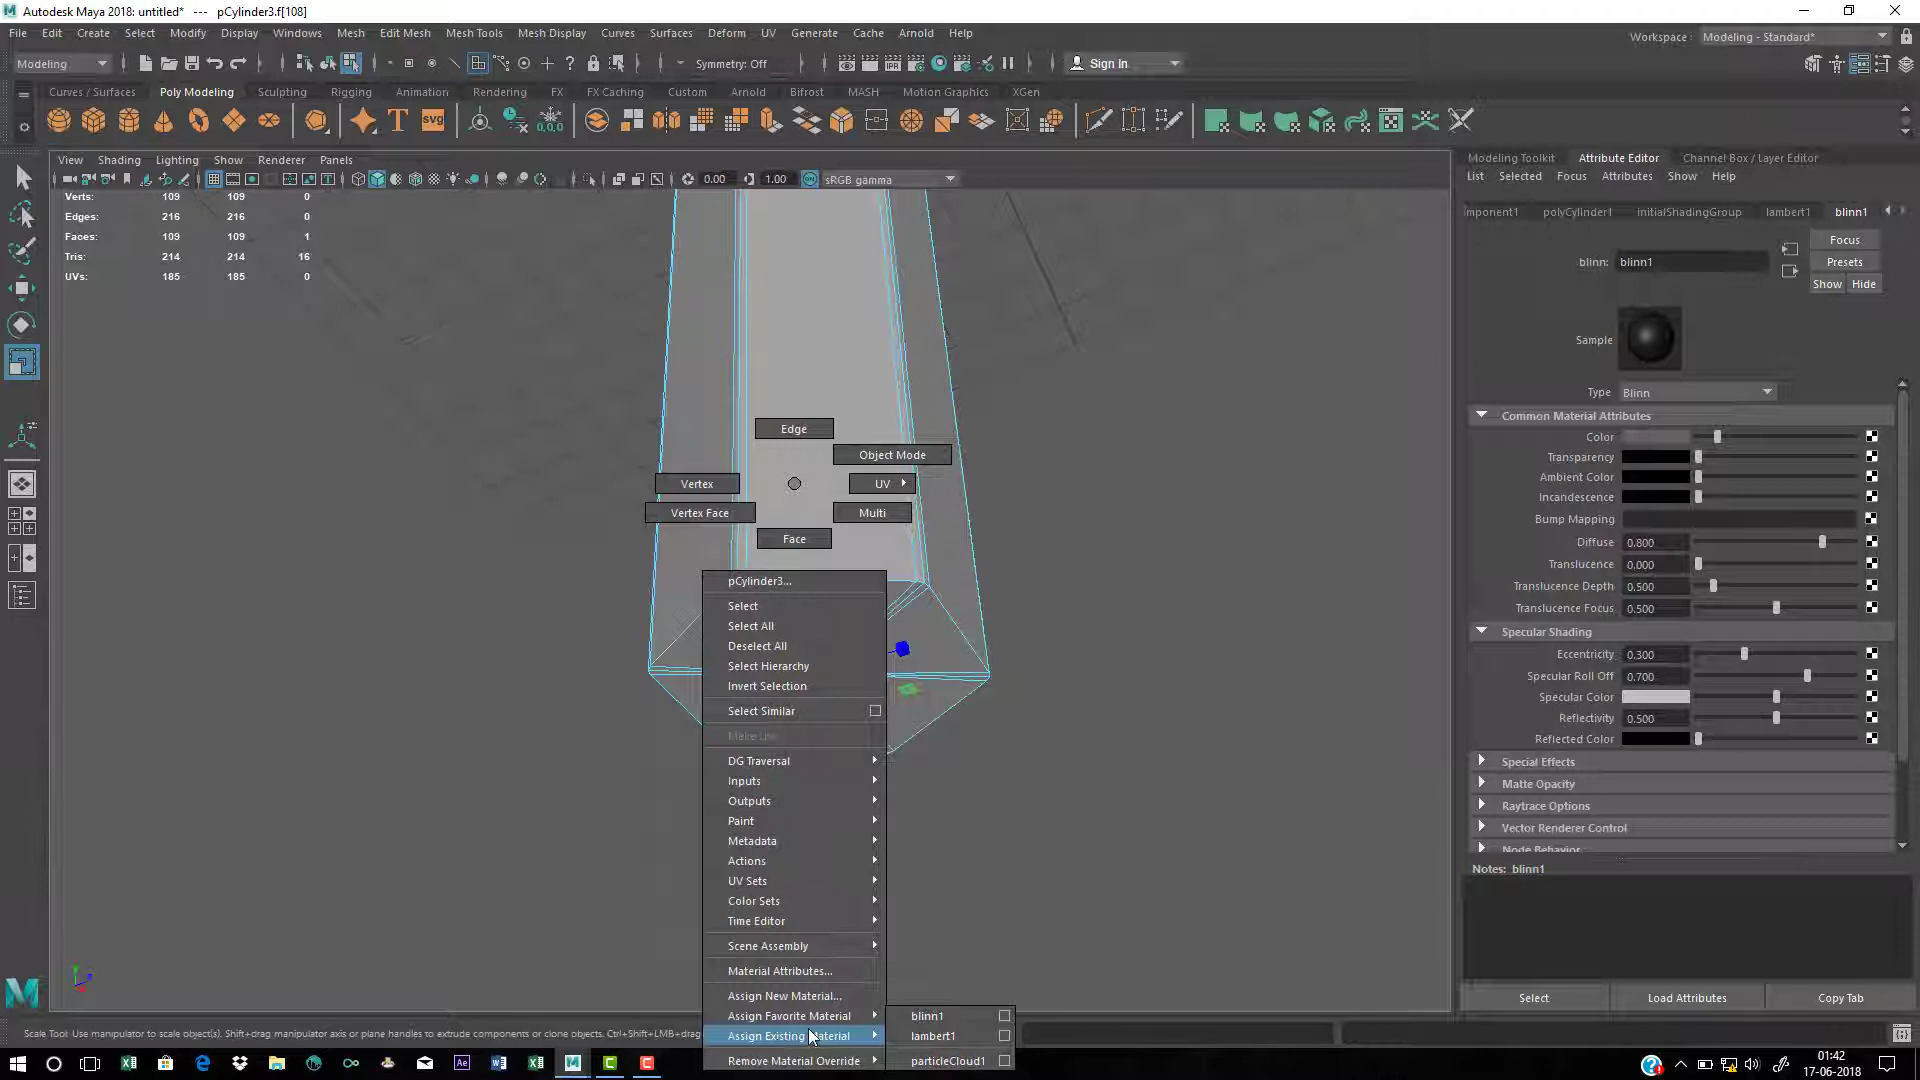 Autodesk Maya 2018: untitled* --- pCylinder3.f[108]
File Edit Create Select Modify Display Windows Mesh Edit Mesh Mesh Tools Mesh Display Curves Surfaces Deform UV Generate Cache Arnold Help
Workspace : Modeling - Standard*
Modeling Symmetry: Off Sign In
Curves / Surfaces Poly Modeling Sculpting Rigging Animation Rendering FX FX Caching Custom Arnold Bifrost MASH Motion Graphics XGen
View Shading Lighting Show Renderer Panels
0.00 1.00 sRGB gamma
Verts: 109 109 0
Edges: 216 216 0
Faces: 109 109 1
Tris: 214 214 16
UVs: 185 185 0
Edge
Object Mode
Vertex UV
Vertex Face Multi
Face
pCylinder3...
Select
Select All
Deselect All
Select Hierarchy
Invert Selection
Select Similar
DG Traversal
Inputs
Outputs
Paint
Metadata
Actions
UV Sets
Color Sets
Time Editor
Scene Assembly
Material Attributes...
Assign New Material...
Assign Favorite Material
Assign Existing Material
Remove Material Override
blinn1
lambert1
particleCloud1
Modeling Toolkit Attribute Editor Channel Box / Layer Editor
List Selected Focus Attributes Show Help
mponent1 polyCylinder1 initialShadingGroup lambert1 blinn1
Focus
blinn: blinn1
Presets
Show Hide
Sample
Type Blinn
Common Material Attributes
Color
Transparency
Ambient Color
Incandescence
Bump Mapping
Diffuse 0.800
Translucence 0.000
Translucence Depth 0.500
Translucence Focus 0.500
Specular Shading
Eccentricity 0.300
Specular Roll Off 0.700
Specular Color
Reflectivity 0.500
Reflected Color
Special Effects
Matte Opacity
Raytrace Options
Vector Renderer Control
Node Behavior
Notes: blinn1
Select Load Attributes Copy Tab
Scale Tool: Use manipulator to scale object(s). Shift+drag manipulator axis or plane handles to extrude components or clone objects. Ctrl+Shift+LMB+drag
01:42
17-06-2018